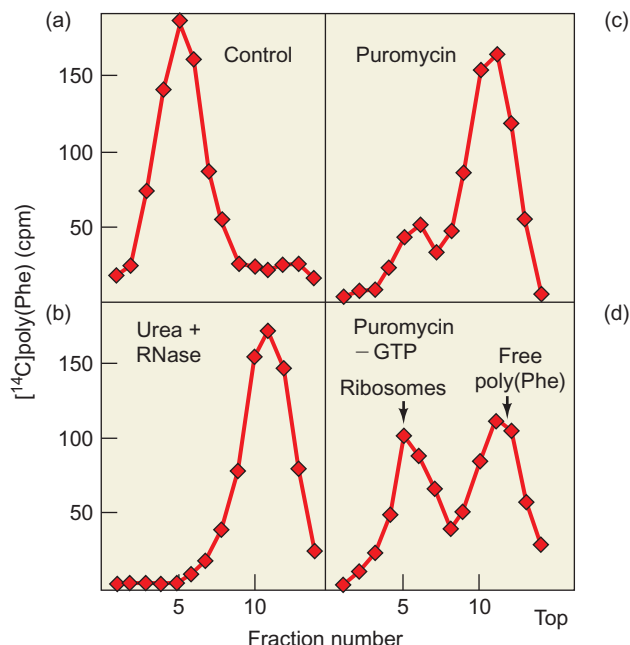 (a)
Control
150
100
50
[¹⁴C]poly(Phe) (cpm)
(c)
Puromycin
(b)
Urea +
RNase
150
100
50
5
10
(d)
Puromycin
– GTP
Ribosomes
Free
poly(Phe)
5
10
Top
Fraction number